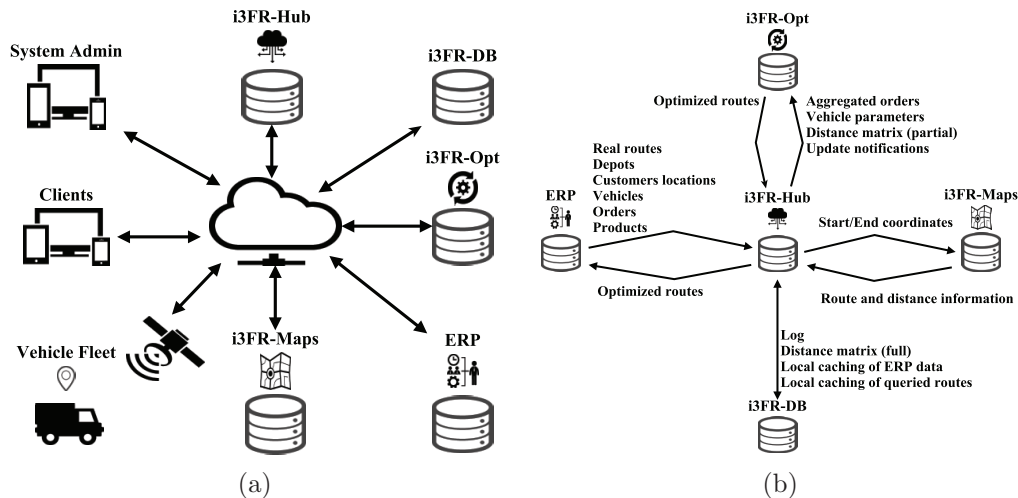 i3FR-Hub
System Admin
i3FR-DB
i3FR-Opt
Clients
Vehicle Fleet
i3FR-Maps
ERP
(a)
i3FR-Opt
Optimized routes
Aggregated orders
Vehicle parameters
Distance matrix (partial)
Update notifications
Real routes
Depots
Customers locations
Vehicles
Orders
Products
ERP
i3FR-Hub
i3FR-Maps
Start/End coordinates
Optimized routes
Route and distance information
Log
Distance matrix (full)
Local caching of ERP data
Local caching of queried routes
i3FR-DB
(b)